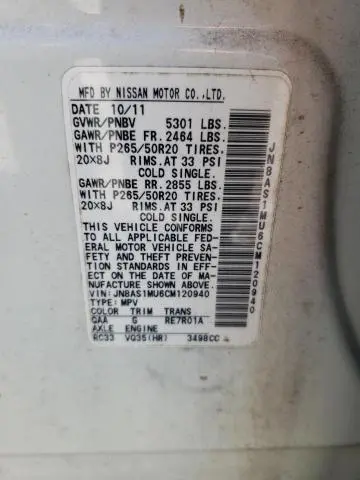 MFD BY NISSAN MOTOR CO.,LTD.
DATE 10/11
GVWR/PNBV 5301 LBS.
GAWR/PNBE FR. 2464 LBS.
WITH P265/50R20 TIRES,
20X8J RIMS.AT 33 PSI
COLD SINGLE.
GAWR/PNBE RR. 2855 LBS.
WITH P265/50R20 TIRES,
20X8J RIMS.AT 33 PSI
COLD SINGLE.
THIS VEHICLE CONFORMS
TO ALL APPLICABLE FED-
ERAL MOTOR VEHICLE SA-
FETY AND THEFT PREVEN-
TION STANDARDS IN EFF-
ECT ON THE DATE OF MA-
NUFACTURE SHOWN ABOVE.
VIN: JN8AS1MU6CM120940
TYPE: MPV
COLOR TRIM TRANS
QAA G RE7R01A
AXLE ENGINE
RC33 VQ35(HR) 3498CC
JN8AS1MU6CM120940